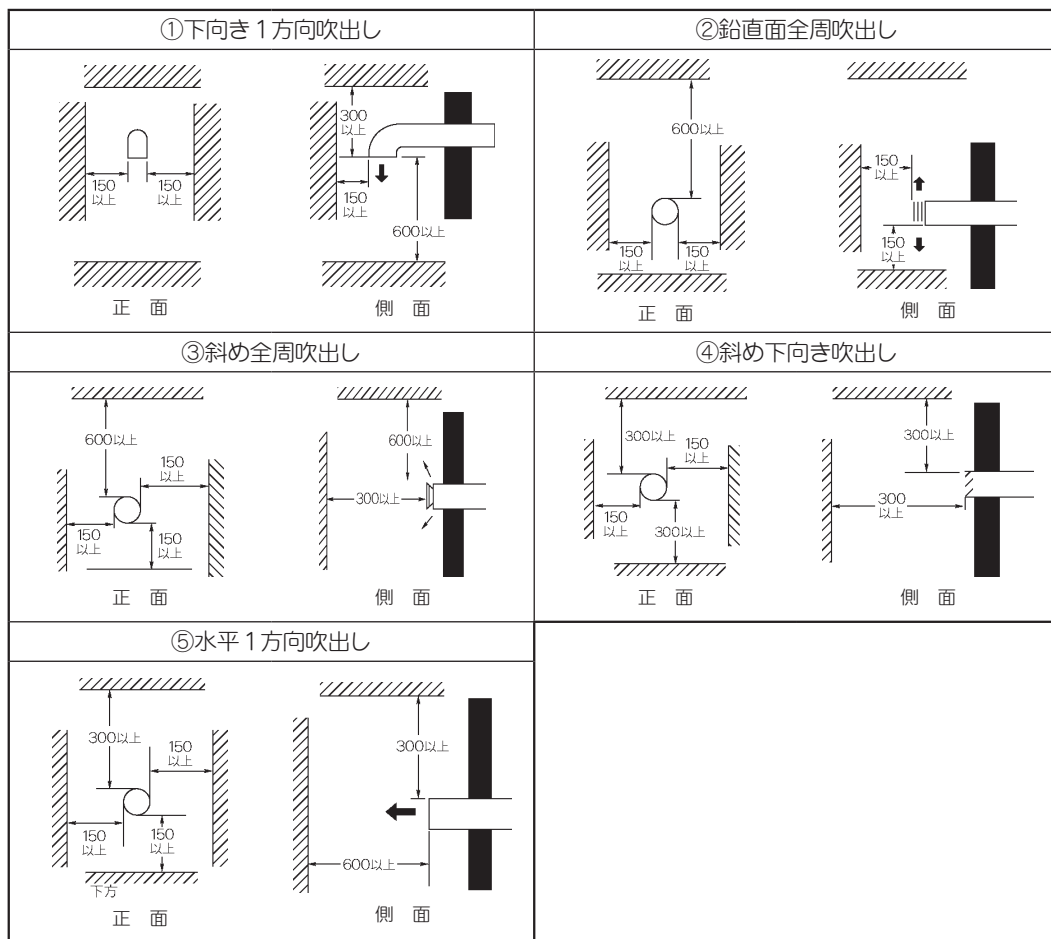 ①下向き1方向吹出し
300
以上
150
以上
150
以上
150
以上
600以上
正 面
側 面
②鉛直面全周吹出し
600以上
150
以上
150
以上
150
以上
150
以上
正 面
側 面
③斜め全周吹出し
600以上
150
以上
150
以上
150
以上
600以上
300以上
正 面
側 面
④斜め下向き吹出し
300以上
150
以上
150
以上
300以上
300以上
300
以上
正 面
側 面
⑤水平1方向吹出し
300以上
150
以上
150
以上
150
以上
下方
300以上
600以上
正 面
側 面